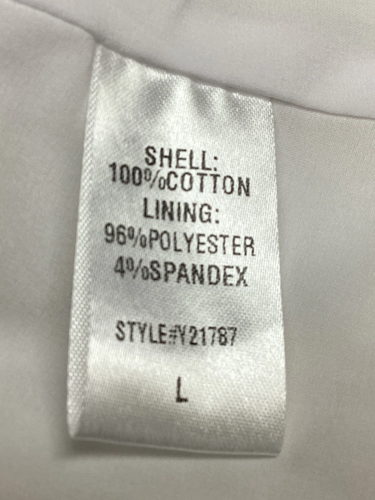 SHELL:
100%COTTON
LINING:
96%POLYESTER
4%SPANDEX
STYLE#Y21787
L